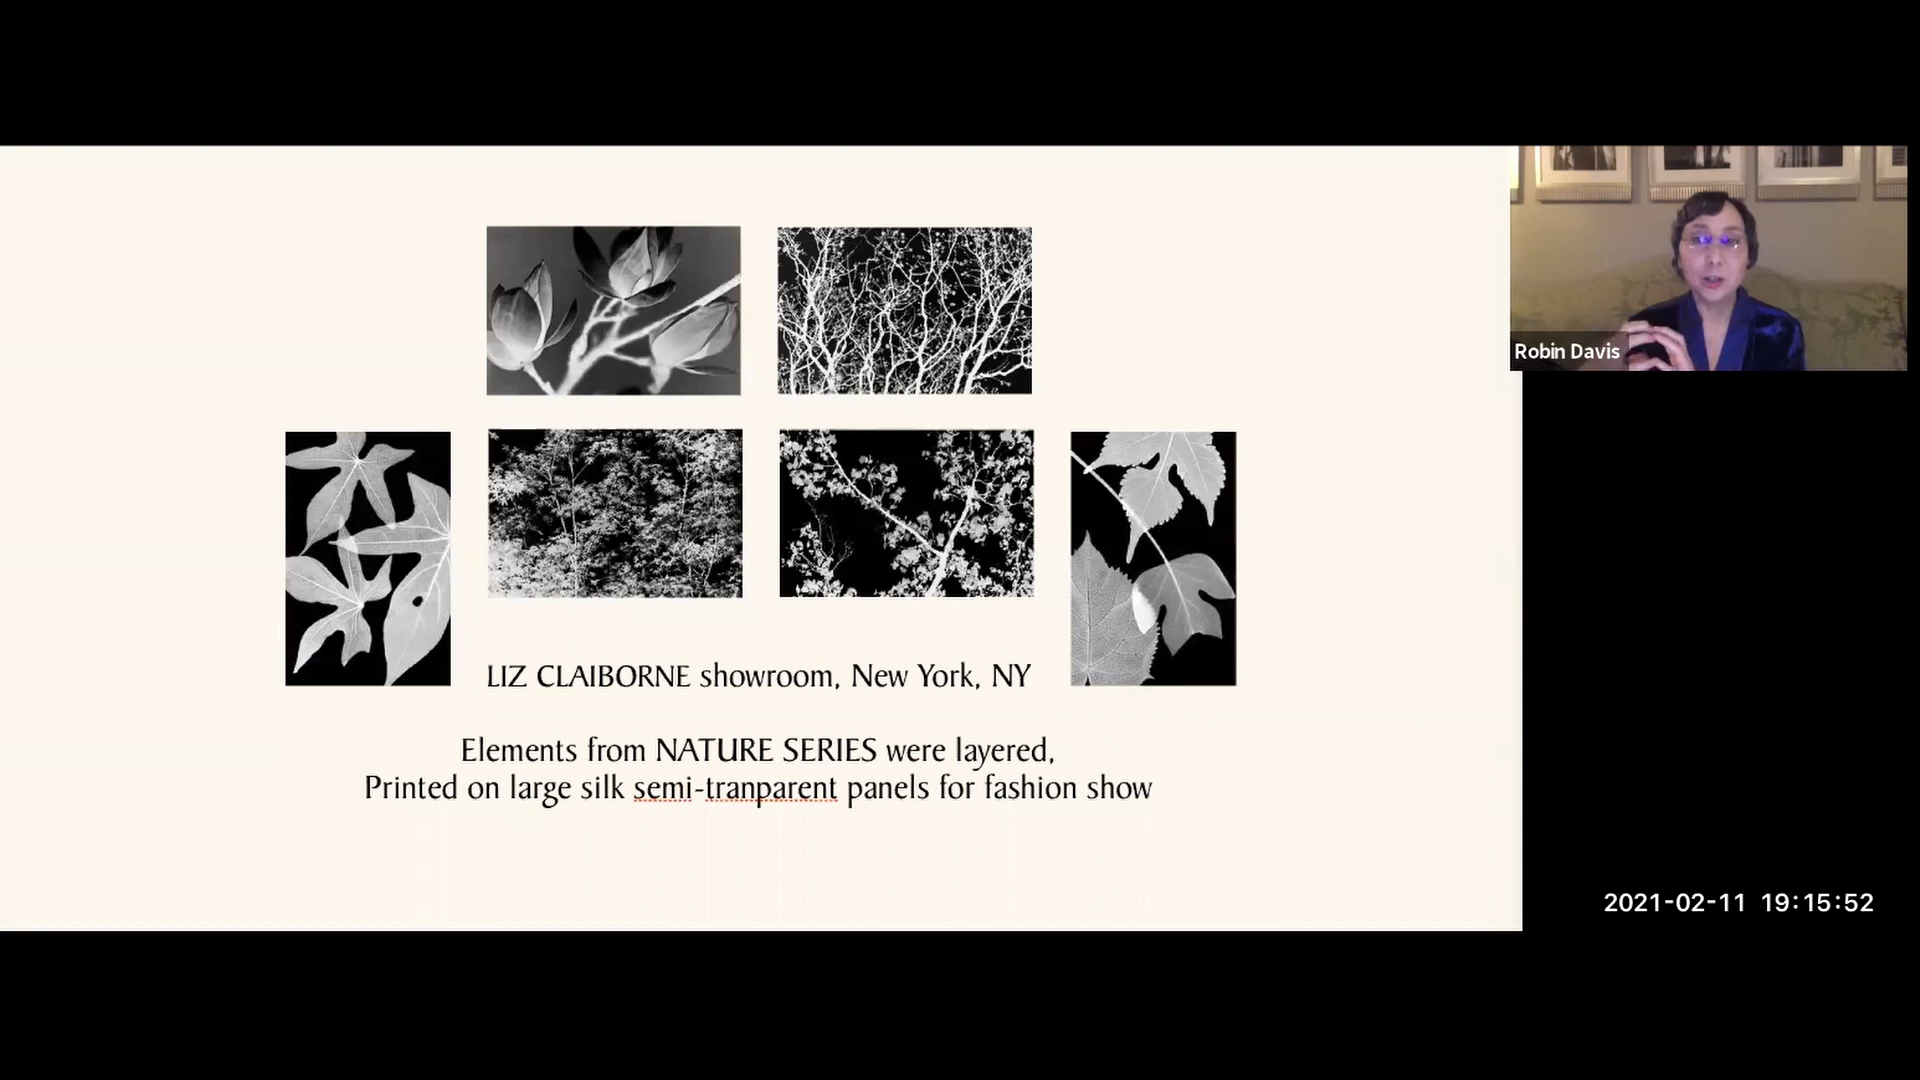 Robin Davis
LIZ CLAIBORNE showroom, New York, NY
Elements from NATURE SERIES were layered,
Printed on large silk semi-tranparent panels for fashion show
2021-02-11 19:15:52